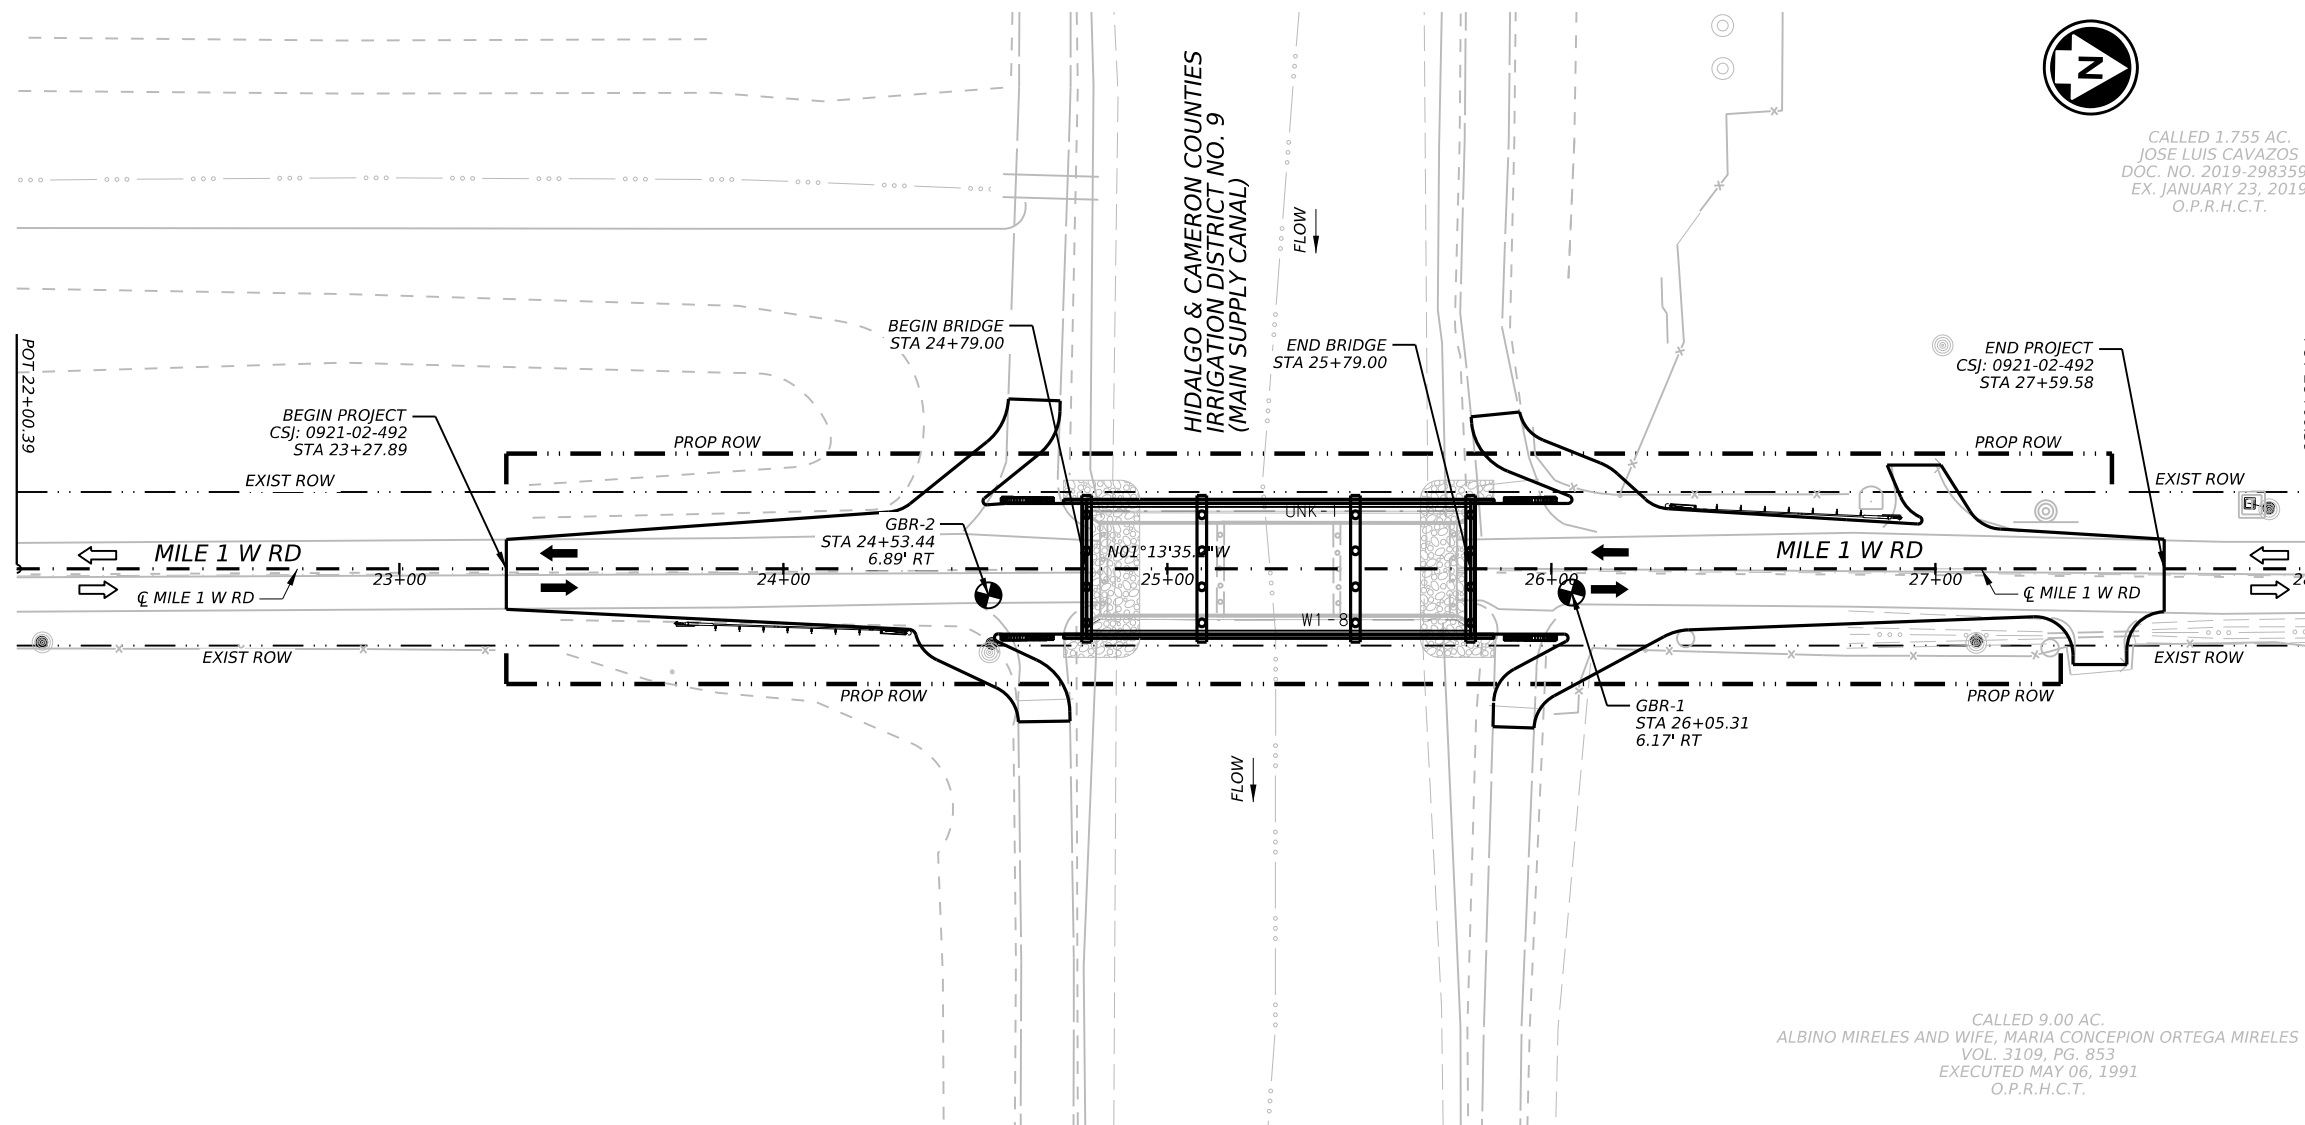 N
CALLED 1.755 AC.
JOSE LUIS CAVAZOS
DOC. NO. 2019-298359
EX. JANUARY 23, 2019
O.P.R.H.C.T.
HIDALGO & CAMERON COUNTIES
IRRIGATION DISTRICT NO. 9
(MAIN SUPPLY CANAL)
FLOW
BEGIN BRIDGE
STA 24+79.00
END BRIDGE
STA 25+79.00
END PROJECT
CSJ: 0921-02-492
STA 27+59.58
POT 22+00.39
BEGIN PROJECT
CSJ: 0921-02-492
STA 23+27.89
PROP ROW
PROP ROW
EXIST ROW
EXIST ROW
GBR-2
STA 24+53.44
6.89' RT
UNK-1
MILE 1 W RD
MILE 1 W RD
23+00
24+00
25+00
26+00
27+00
℄ MILE 1 W RD
℄ MILE 1 W RD
W1-8
EXIST ROW
EXIST ROW
PROP ROW
PROP ROW
GBR-1
STA 26+05.31
6.17' RT
FLOW
CALLED 9.00 AC.
ALBINO MIRELES AND WIFE, MARIA CONCEPION ORTEGA MIRELES
VOL. 3109, PG. 853
EXECUTED MAY 06, 1991
O.P.R.H.C.T.